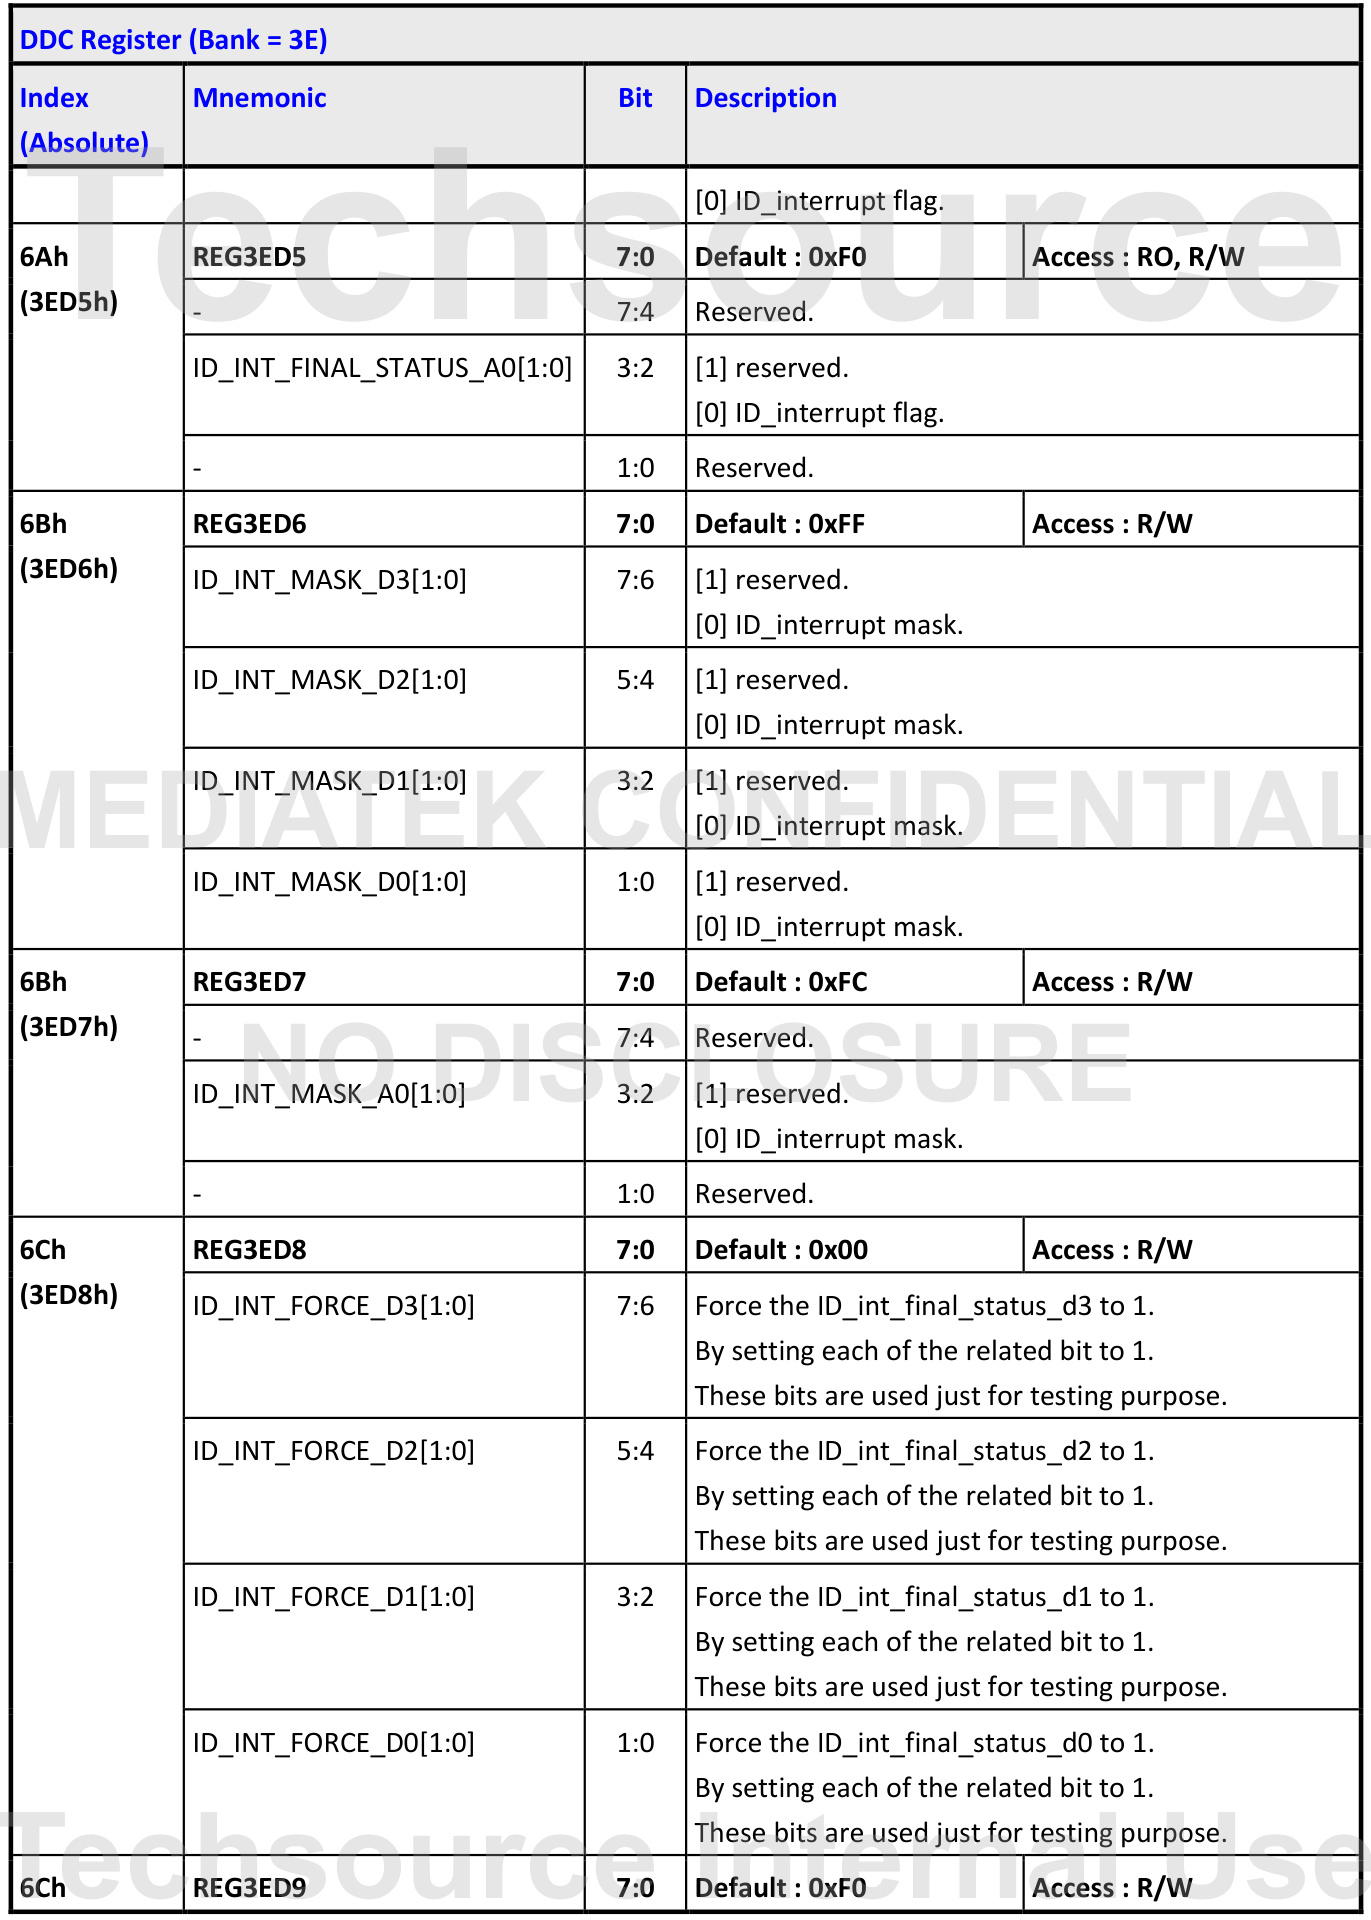 DDC Register (Bank = 3E)
Index (Absolute) Mnemonic Bit Description
[0] ID_interrupt flag.
Techsource
6Ah (3ED5h) REG3ED5 7:0 Default : 0xF0 Access : RO, R/W
- 7:4 Reserved.
ID_INT_FINAL_STATUS_A0[1:0] 3:2 [1] reserved.
[0] ID_interrupt flag.
- 1:0 Reserved.
6Bh (3ED6h) REG3ED6 7:0 Default : 0xFF Access : R/W
ID_INT_MASK_D3[1:0] 7:6 [1] reserved.
[0] ID_interrupt mask.
ID_INT_MASK_D2[1:0] 5:4 [1] reserved.
[0] ID_interrupt mask.
ID_INT_MASK_D1[1:0] 3:2 [1] reserved.
[0] ID_interrupt mask.
MEDIATEK CONFIDENTIAL
ID_INT_MASK_D0[1:0] 1:0 [1] reserved.
[0] ID_interrupt mask.
6Bh (3ED7h) REG3ED7 7:0 Default : 0xFC Access : R/W
- 7:4 Reserved.
NO DISCLOSURE
ID_INT_MASK_A0[1:0] 3:2 [1] reserved.
[0] ID_interrupt mask.
- 1:0 Reserved.
6Ch (3ED8h) REG3ED8 7:0 Default : 0x00 Access : R/W
ID_INT_FORCE_D3[1:0] 7:6 Force the ID_int_final_status_d3 to 1.
By setting each of the related bit to 1.
These bits are used just for testing purpose.
ID_INT_FORCE_D2[1:0] 5:4 Force the ID_int_final_status_d2 to 1.
By setting each of the related bit to 1.
These bits are used just for testing purpose.
ID_INT_FORCE_D1[1:0] 3:2 Force the ID_int_final_status_d1 to 1.
By setting each of the related bit to 1.
These bits are used just for testing purpose.
ID_INT_FORCE_D0[1:0] 1:0 Force the ID_int_final_status_d0 to 1.
By setting each of the related bit to 1.
These bits are used just for testing purpose.
Techsource Internal Use
6Ch REG3ED9 7:0 Default : 0xF0 Access : R/W